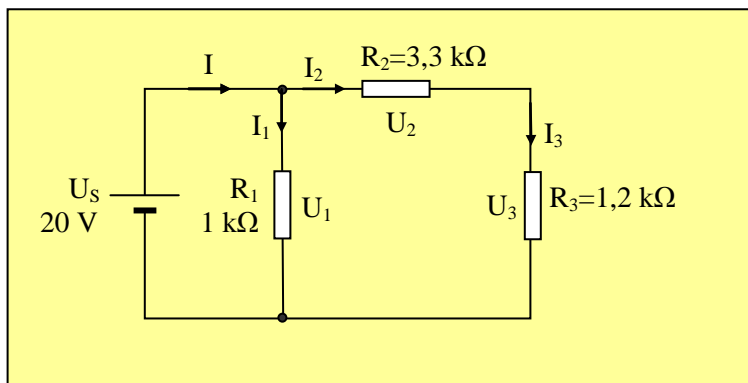 R₂=3,3 kΩ
I
I₂
U₂
I₁
I₃
U_S
20 V
R₁
1 kΩ
U₁
U₃
R₃=1,2 kΩ